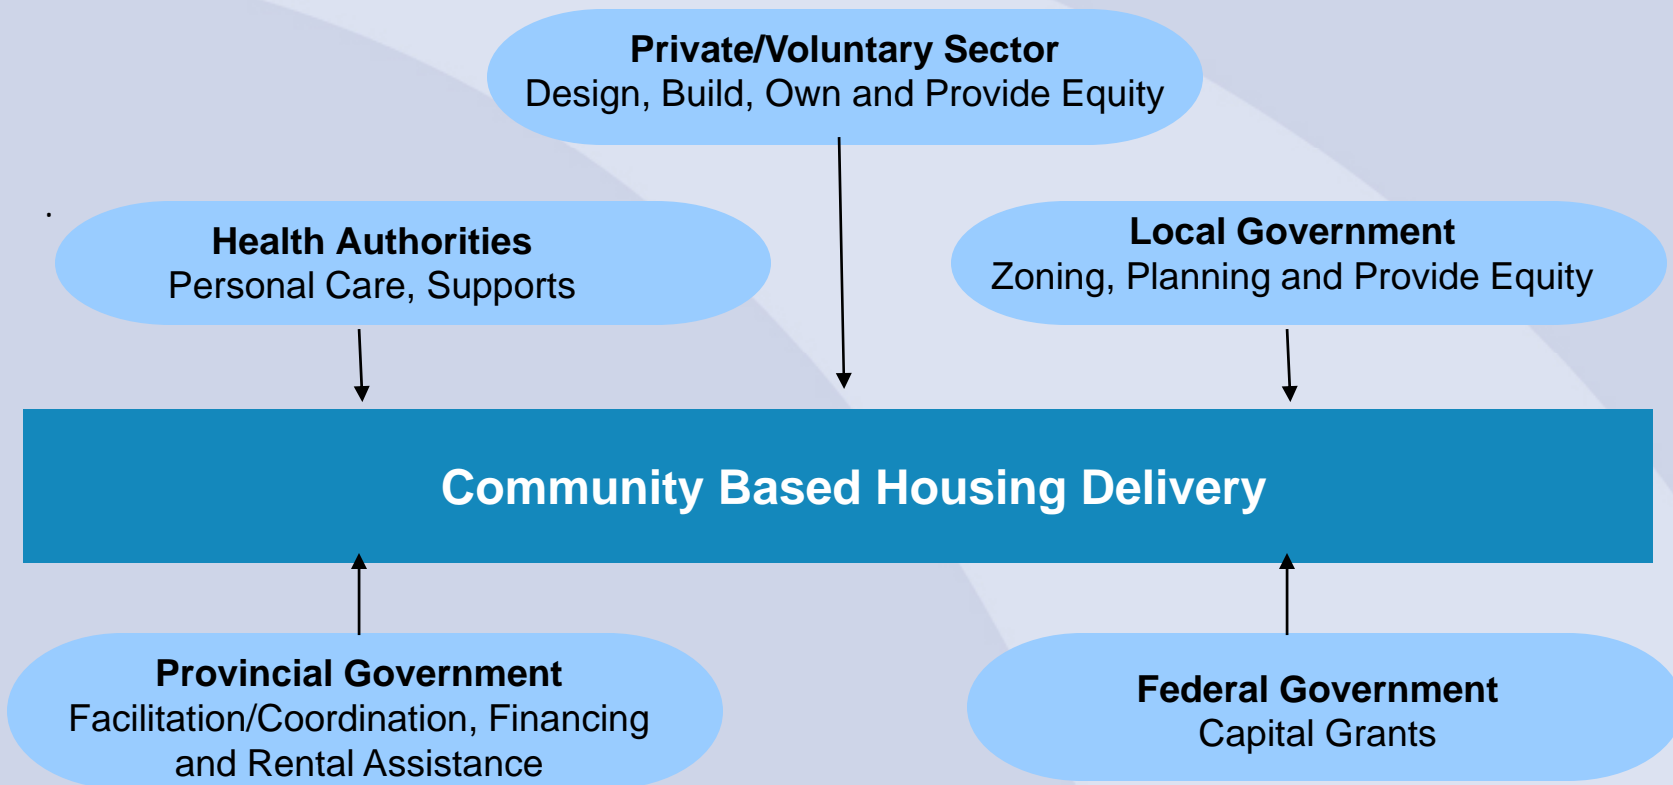 Private/Voluntary Sector
Design, Build, Own and Provide Equity
.
Health Authorities
Personal Care, Supports
Local Government
Zoning, Planning and Provide Equity
Community Based Housing Delivery
Provincial Government
Facilitation/Coordination, Financing
and Rental Assistance
Federal Government
Capital Grants